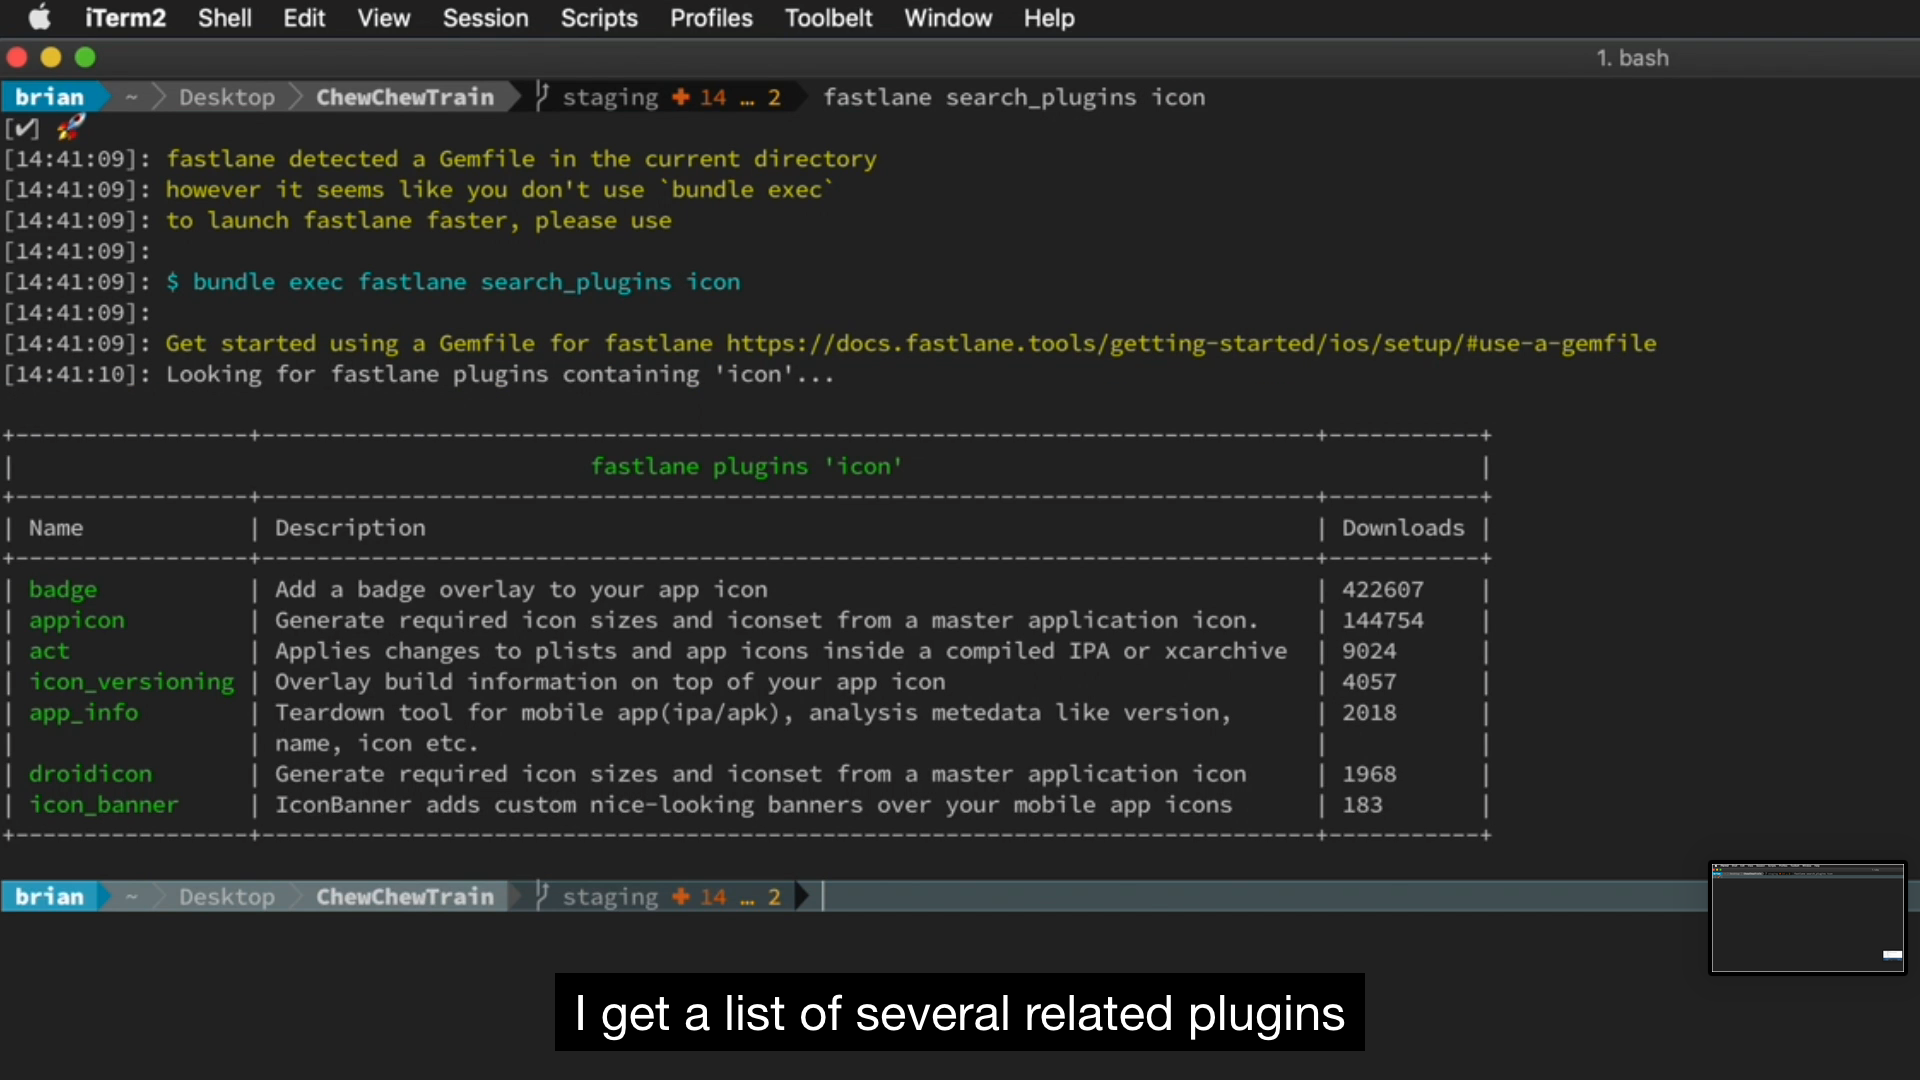 iTerm2 Shell Edit View Session Scripts Profiles Toolbelt Window Help
1. bash
brian ~ Desktop ChewChewTrain staging ✚ 14 … 2 fastlane search_plugins icon
[✔] 🚀
[14:41:09]: fastlane detected a Gemfile in the current directory
[14:41:09]: however it seems like you don't use `bundle exec`
[14:41:09]: to launch fastlane faster, please use
[14:41:09]:
[14:41:09]: $ bundle exec fastlane search_plugins icon
[14:41:09]:
[14:41:09]: Get started using a Gemfile for fastlane https://docs.fastlane.tools/getting-started/ios/setup/#use-a-gemfile
[14:41:10]: Looking for fastlane plugins containing 'icon'...
fastlane plugins 'icon'
| Name | Description | Downloads |
| badge | Add a badge overlay to your app icon | 422607 |
| appicon | Generate required icon sizes and iconset from a master application icon. | 144754 |
| act | Applies changes to plists and app icons inside a compiled IPA or xcarchive | 9024 |
| icon_versioning | Overlay build information on top of your app icon | 4057 |
| app_info | Teardown tool for mobile app(ipa/apk), analysis metedata like version, | 2018 |
| | name, icon etc. | |
| droidicon | Generate required icon sizes and iconset from a master application icon | 1968 |
| icon_banner | IconBanner adds custom nice-looking banners over your mobile app icons | 183 |
brian ~ Desktop ChewChewTrain staging ✚ 14 … 2
I get a list of several related plugins